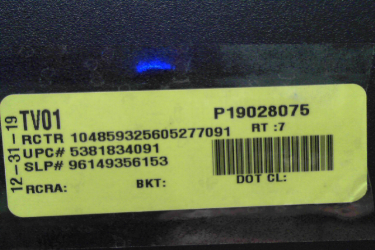 12-31-19
TV01 P19028075
RCTR 104859325605277091 RT :7
UPC# 5381834091
SLP# 96149356153
RCRA: BKT: DOT CL: